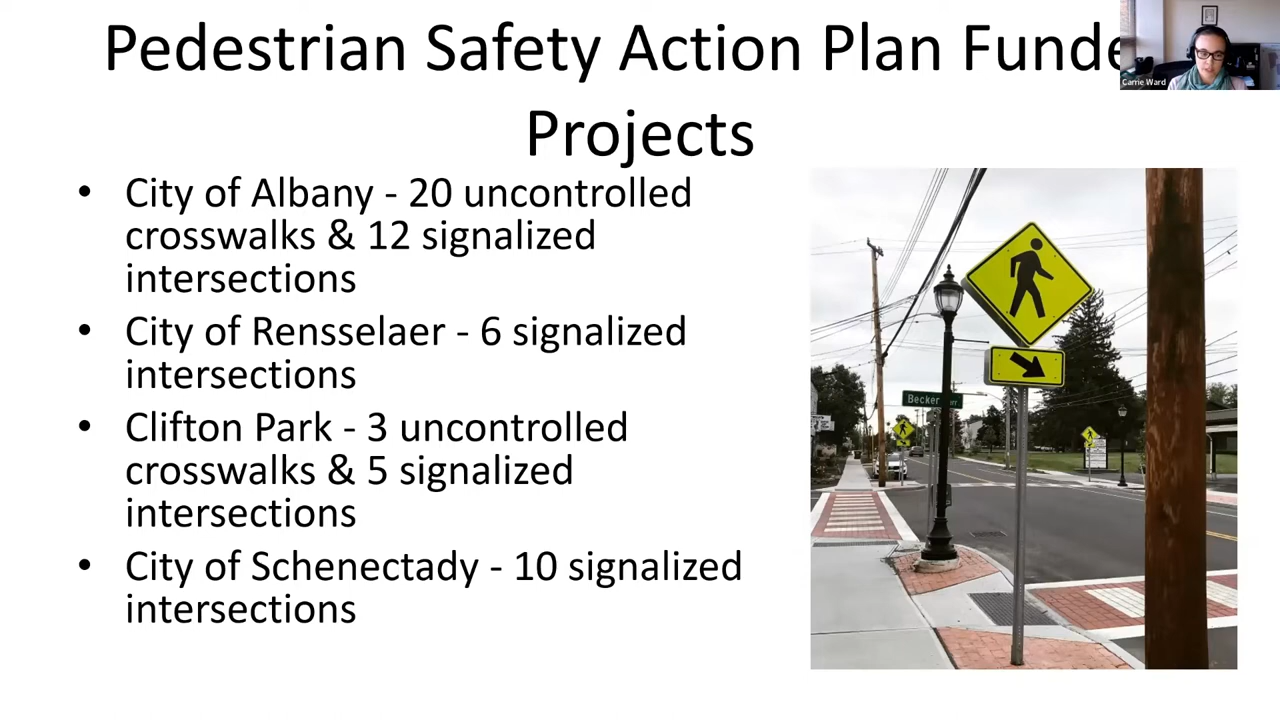 Pedestrian Safety Action Plan Funde
Projects
Carrie Ward
• City of Albany - 20 uncontrolled
crosswalks & 12 signalized
intersections
• City of Rensselaer - 6 signalized
intersections
• Clifton Park - 3 uncontrolled
crosswalks & 5 signalized
intersections
• City of Schenectady - 10 signalized
intersections
Becker